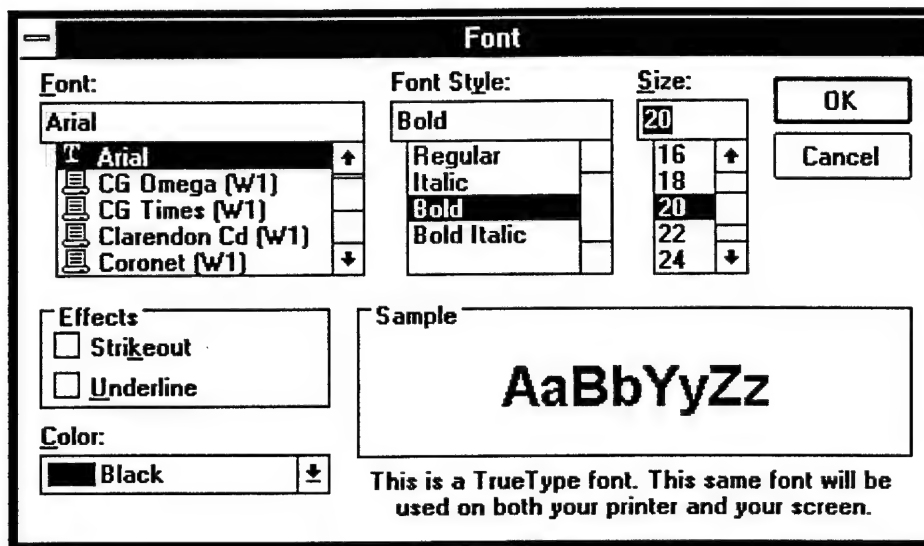 Font
Font:
Arial
T Arial
CG Omega (W1)
CG Times (W1)
Clarendon Cd (W1)
Coronet (W1)
Font Style:
Bold
Regular
Italic
Bold
Bold Italic
Size:
20
16
18
20
22
24
OK
Cancel
Effects
Strikeout
Underline
Color:
Black
Sample
AaBbYyZz
This is a TrueType font. This same font will be
used on both your printer and your screen.